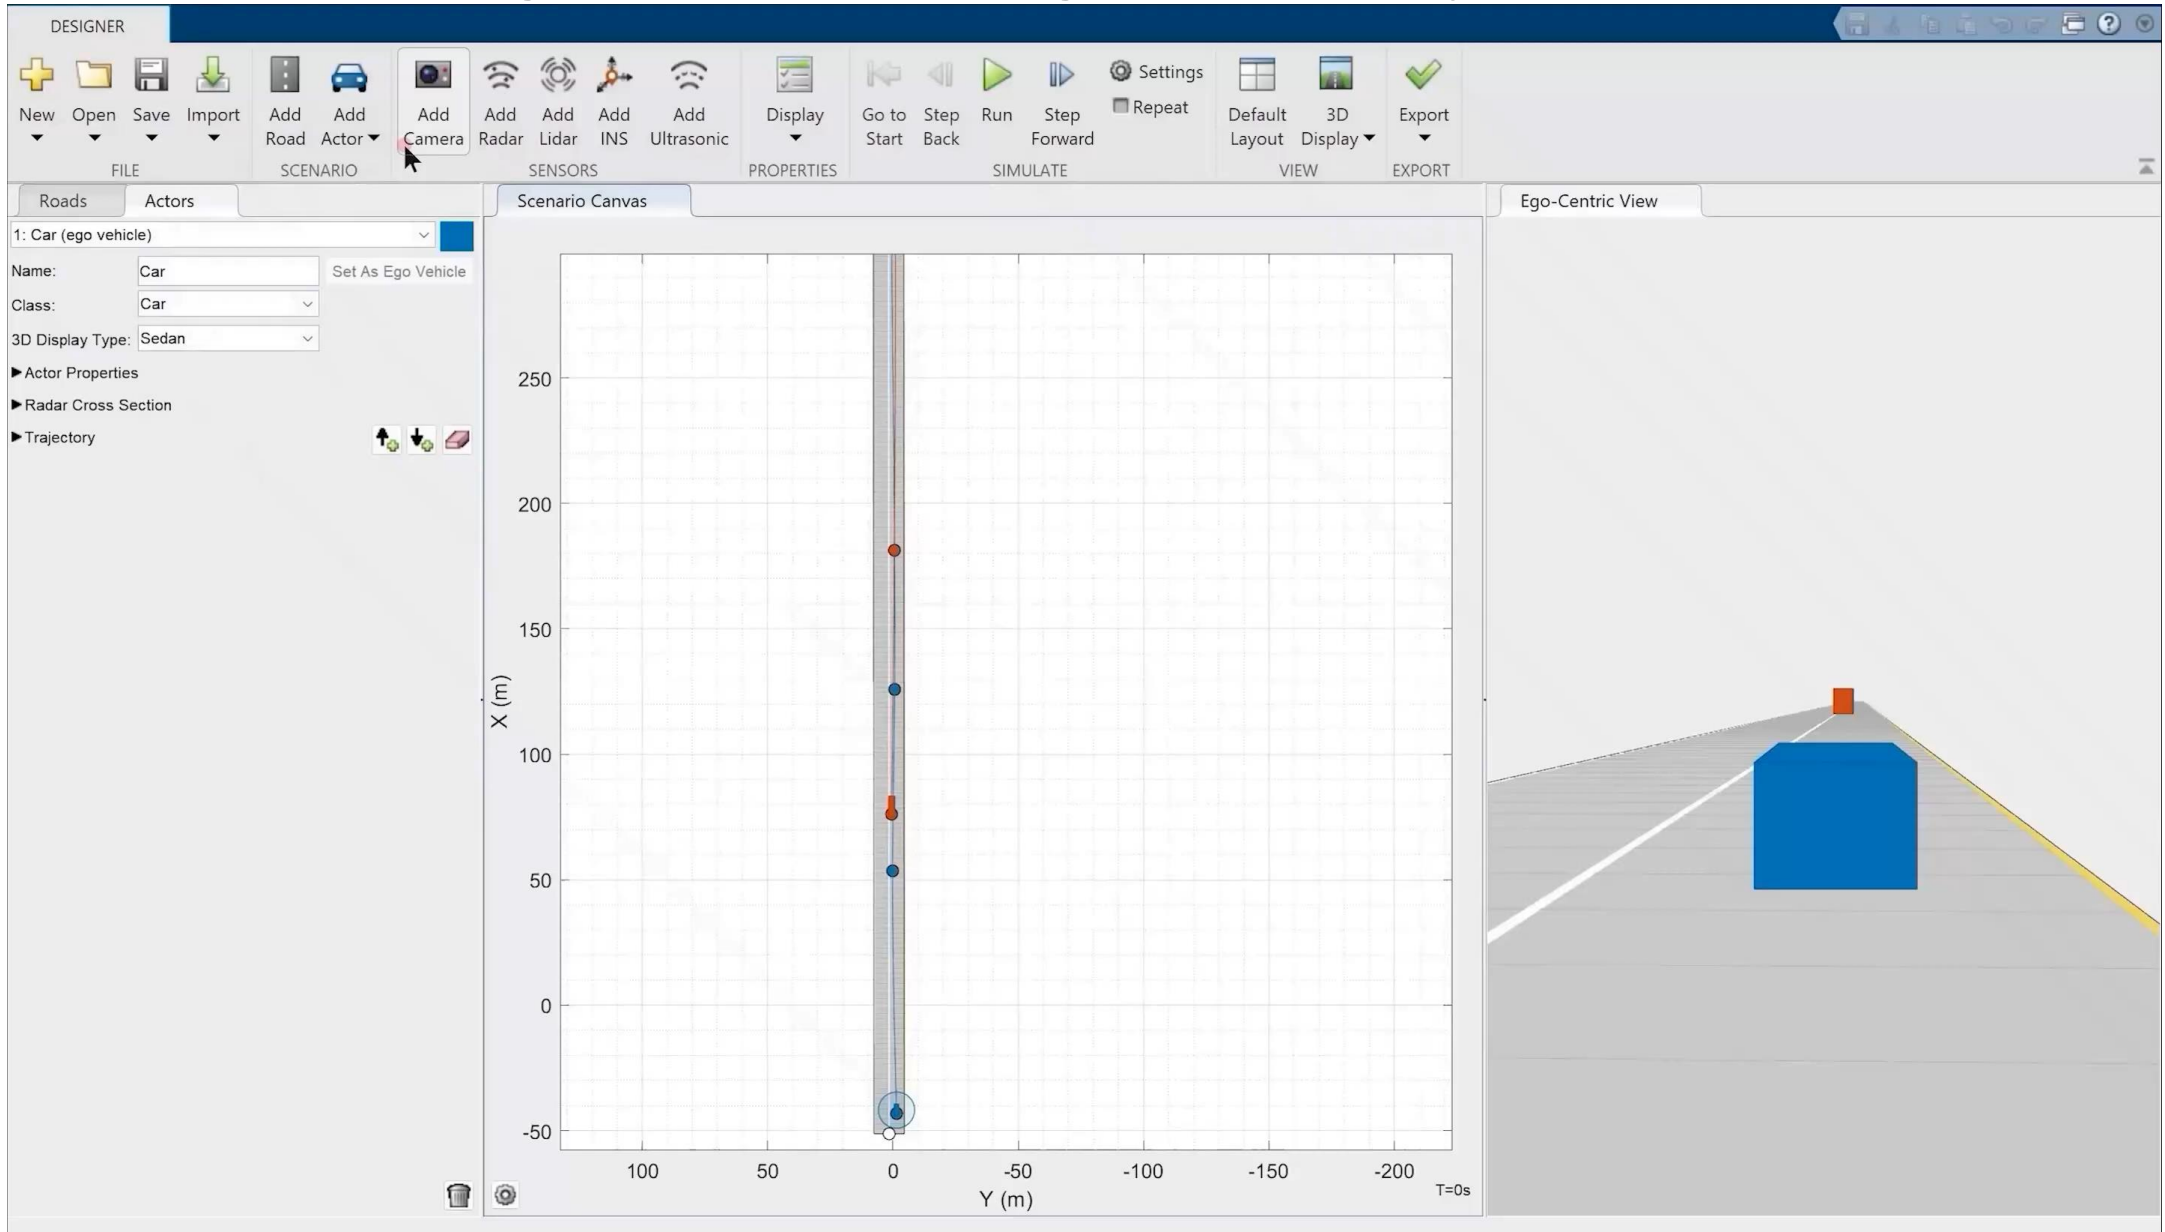 DESIGNER
New
Open
Save
Import
Add Road
Add Actor
Add Camera
Add Radar
Add Lidar
Add INS
Add Ultrasonic
Display
Go to Start
Step Back
Run
Step Forward
Settings
Repeat
Default Layout
3D Display
Export
FILE
SCENARIO
SENSORS
PROPERTIES
SIMULATE
VIEW
EXPORT
Roads
Actors
1: Car (ego vehicle)
Name:
Car
Set As Ego Vehicle
Class:
Car
3D Display Type:
Sedan
Actor Properties
Radar Cross Section
Trajectory
Scenario Canvas
250
200
150
100
50
0
-50
X (m)
100
50
0
-50
-100
-150
-200
Y (m)
T=0s
Ego-Centric View